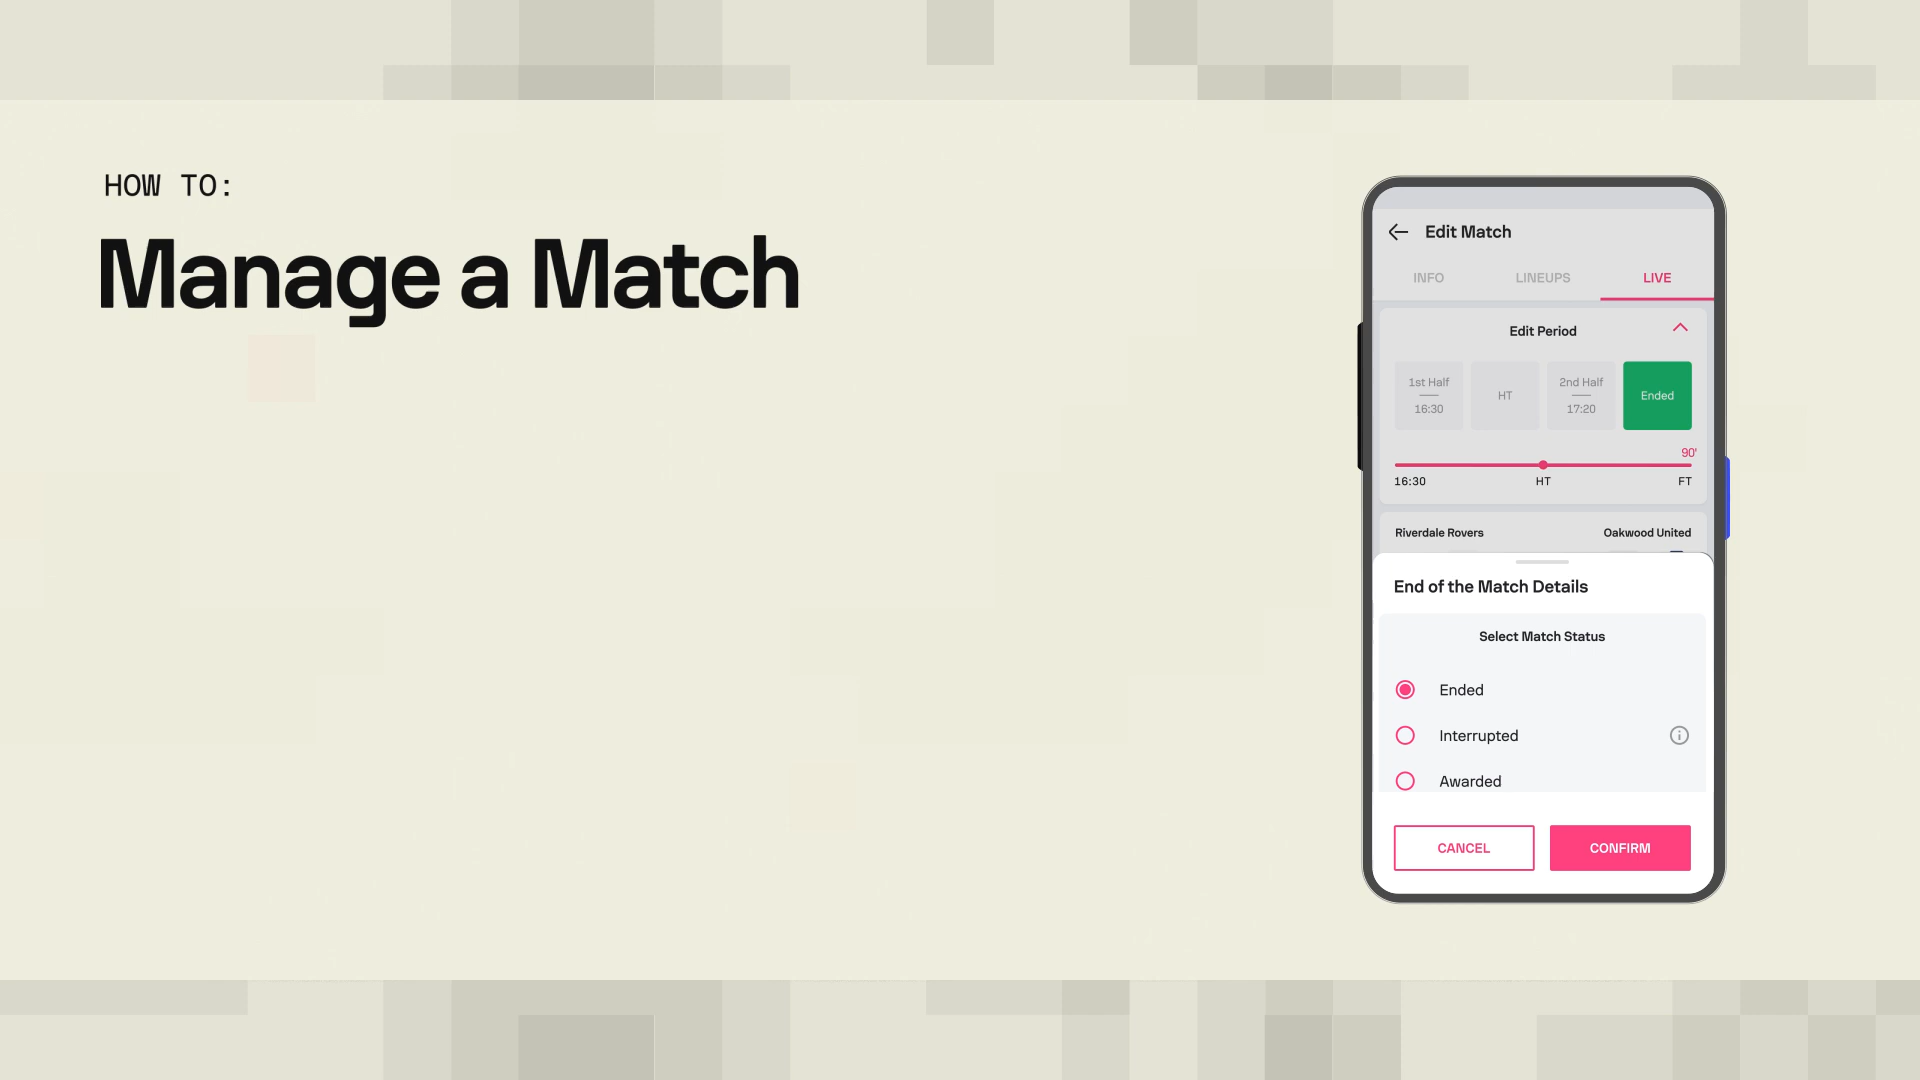 HOW TO:
Manage a Match
Edit Match
INFO LINEUPS LIVE
Edit Period
1st Half
16:30
HT
2nd Half
17:20
Ended
90'
16:30 HT FT
Riverdale Rovers Oakwood United
End of the Match Details
Select Match Status
Ended
Interrupted
Awarded
CANCEL CONFIRM